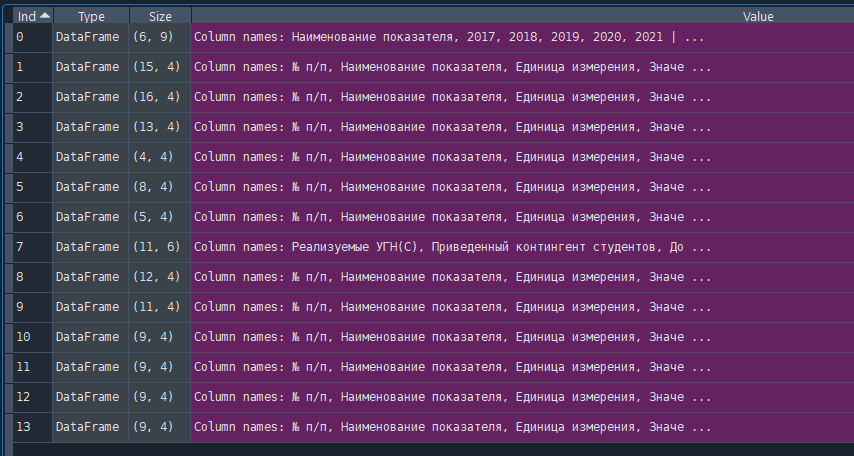 Ind Type Size Value
0 DataFrame (6, 9) Column names: Наименование показателя, 2017, 2018, 2019, 2020, 2021 | ...
1 DataFrame (15, 4) Column names: № п/п, Наименование показателя, Единица измерения, Значе ...
2 DataFrame (16, 4) Column names: № п/п, Наименование показателя, Единица измерения, Значе ...
3 DataFrame (13, 4) Column names: № п/п, Наименование показателя, Единица измерения, Значе ...
4 DataFrame (4, 4) Column names: № п/п, Наименование показателя, Единица измерения, Значе ...
5 DataFrame (8, 4) Column names: № п/п, Наименование показателя, Единица измерения, Значе ...
6 DataFrame (5, 4) Column names: № п/п, Наименование показателя, Единица измерения, Значе ...
7 DataFrame (11, 6) Column names: Реализуемые УГН(С), Приведенный контингент студентов, До ...
8 DataFrame (12, 4) Column names: № п/п, Наименование показателя, Единица измерения, Значе ...
9 DataFrame (11, 4) Column names: № п/п, Наименование показателя, Единица измерения, Значе ...
10 DataFrame (9, 4) Column names: № п/п, Наименование показателя, Единица измерения, Значе ...
11 DataFrame (9, 4) Column names: № п/п, Наименование показателя, Единица измерения, Значе ...
12 DataFrame (9, 4) Column names: № п/п, Наименование показателя, Единица измерения, Значе ...
13 DataFrame (9, 4) Column names: № п/п, Наименование показателя, Единица измерения, Значе ...